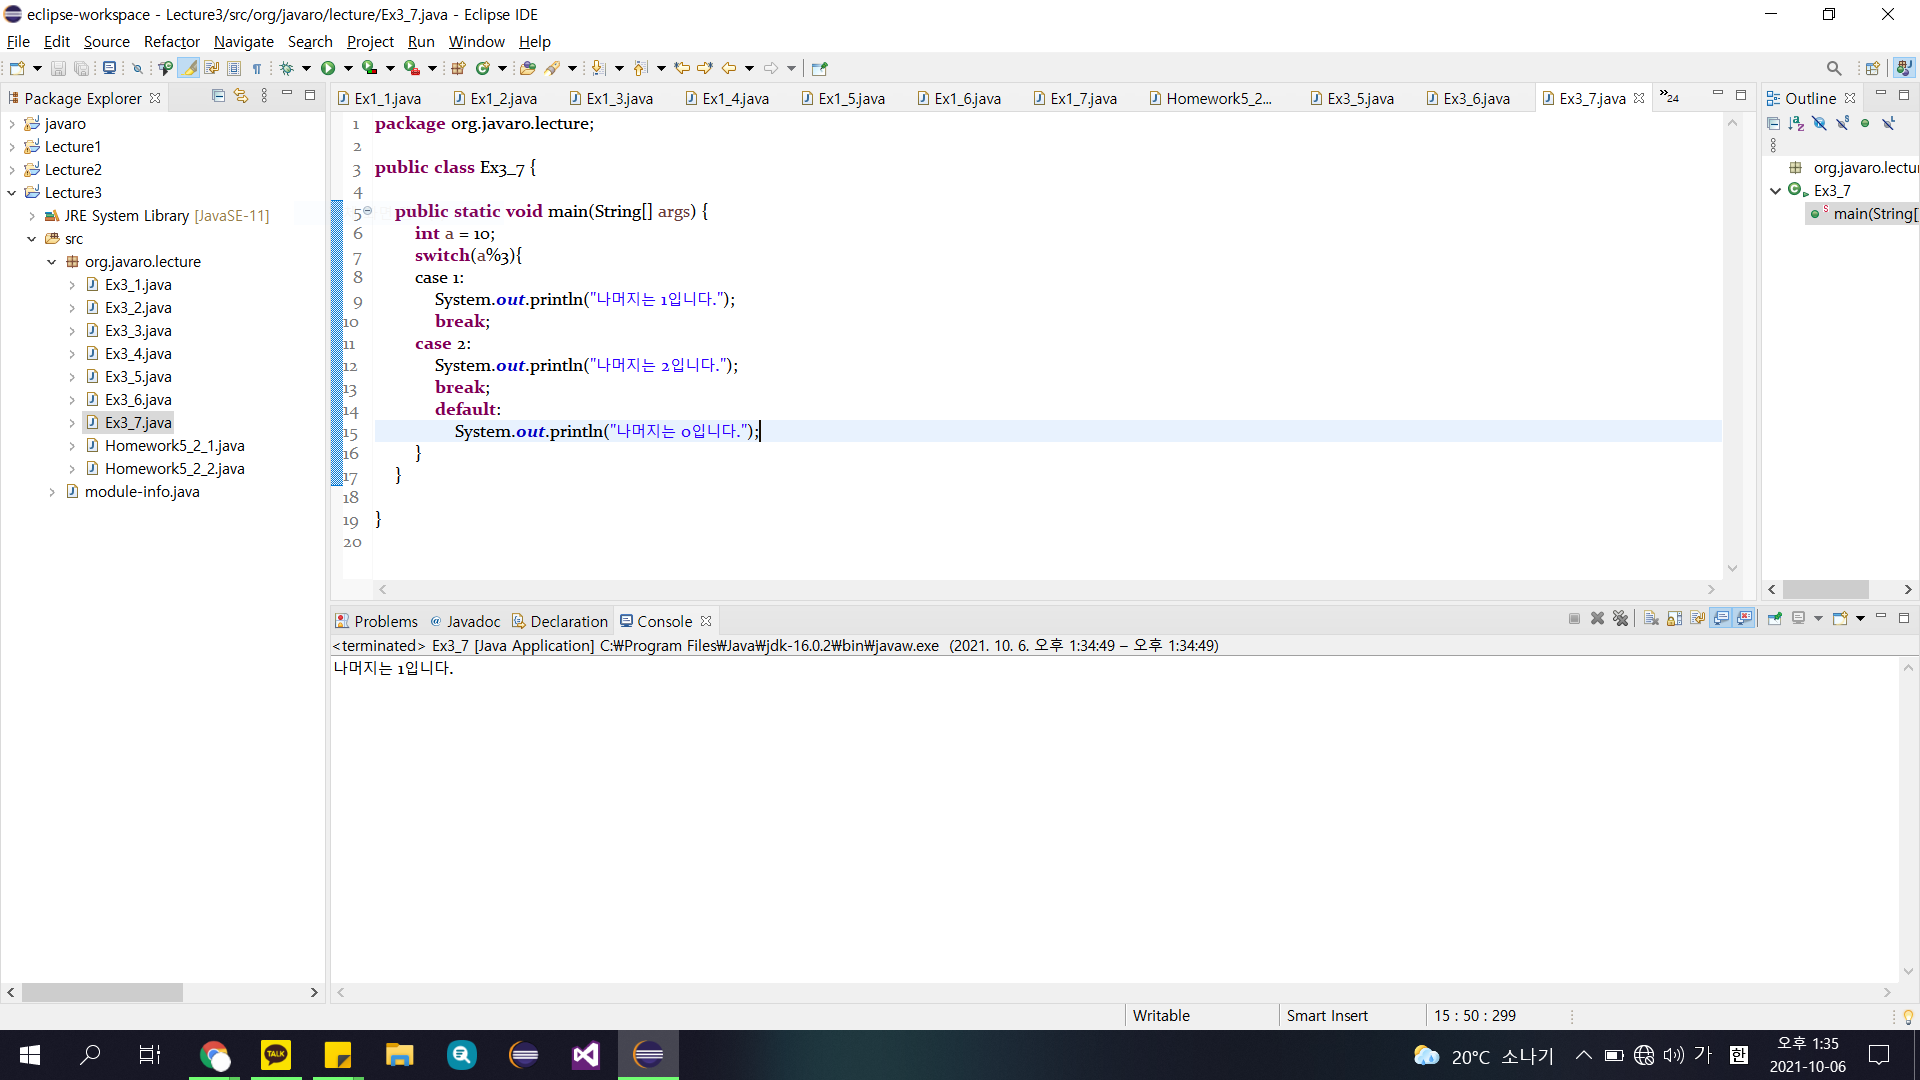 eclipse-workspace - Lecture3/src/org/javaro/lecture/Ex3_7.java - Eclipse IDE
File Edit Source Refactor Navigate Search Project Run Window Help
Package Explorer
javaro
Lecture1
Lecture2
Lecture3
JRE System Library [JavaSE-11]
src
org.javaro.lecture
Ex3_1.java
Ex3_2.java
Ex3_3.java
Ex3_4.java
Ex3_5.java
Ex3_6.java
Ex3_7.java
Homework5_2_1.java
Homework5_2_2.java
module-info.java
Ex1_1.java Ex1_2.java Ex1_3.java Ex1_4.java Ex1_5.java Ex1_6.java Ex1_7.java Homework5_2... Ex3_5.java Ex3_6.java Ex3_7.java »24
1 package org.javaro.lecture;
2
3 public class Ex3_7 {
4
5 public static void main(String[] args) {
6 int a = 10;
7 switch(a%3){
8 case 1:
9 System.out.println("나머지는 1입니다.");
10 break;
11 case 2:
12 System.out.println("나머지는 2입니다.");
13 break;
14 default:
15 System.out.println("나머지는 0입니다.");
16 }
17 }
18
19 }
20
Outline
org.javaro.lectu
Ex3_7
main(String[
Problems @ Javadoc Declaration Console
<terminated> Ex3_7 [Java Application] C:₩Program Files₩Java₩jdk-16.0.2₩bin₩javaw.exe (2021. 10. 6. 오후 1:34:49 – 오후 1:34:49)
나머지는 1입니다.
Writable Smart Insert 15 : 50 : 299
TALK
20°C 소나기 가 한 오후 1:35
2021-10-06